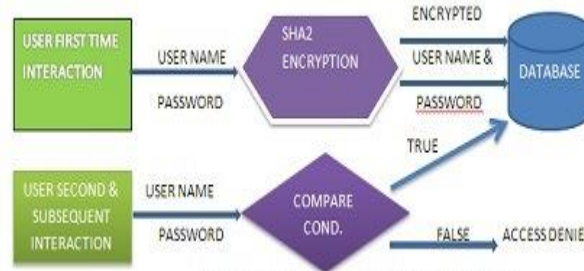 USER FIRST TIME
INTERACTION
USER NAME
PASSWORD
SHA2
ENCRYPTION
ENCRYPTED
USER NAME &
PASSWORD
DATABASE
TRUE
USER SECOND &
SUBSEQUENT
INTERACTION
USER NAME
PASSWORD
COMPARE
COND.
FALSE
ACCESS DENIE